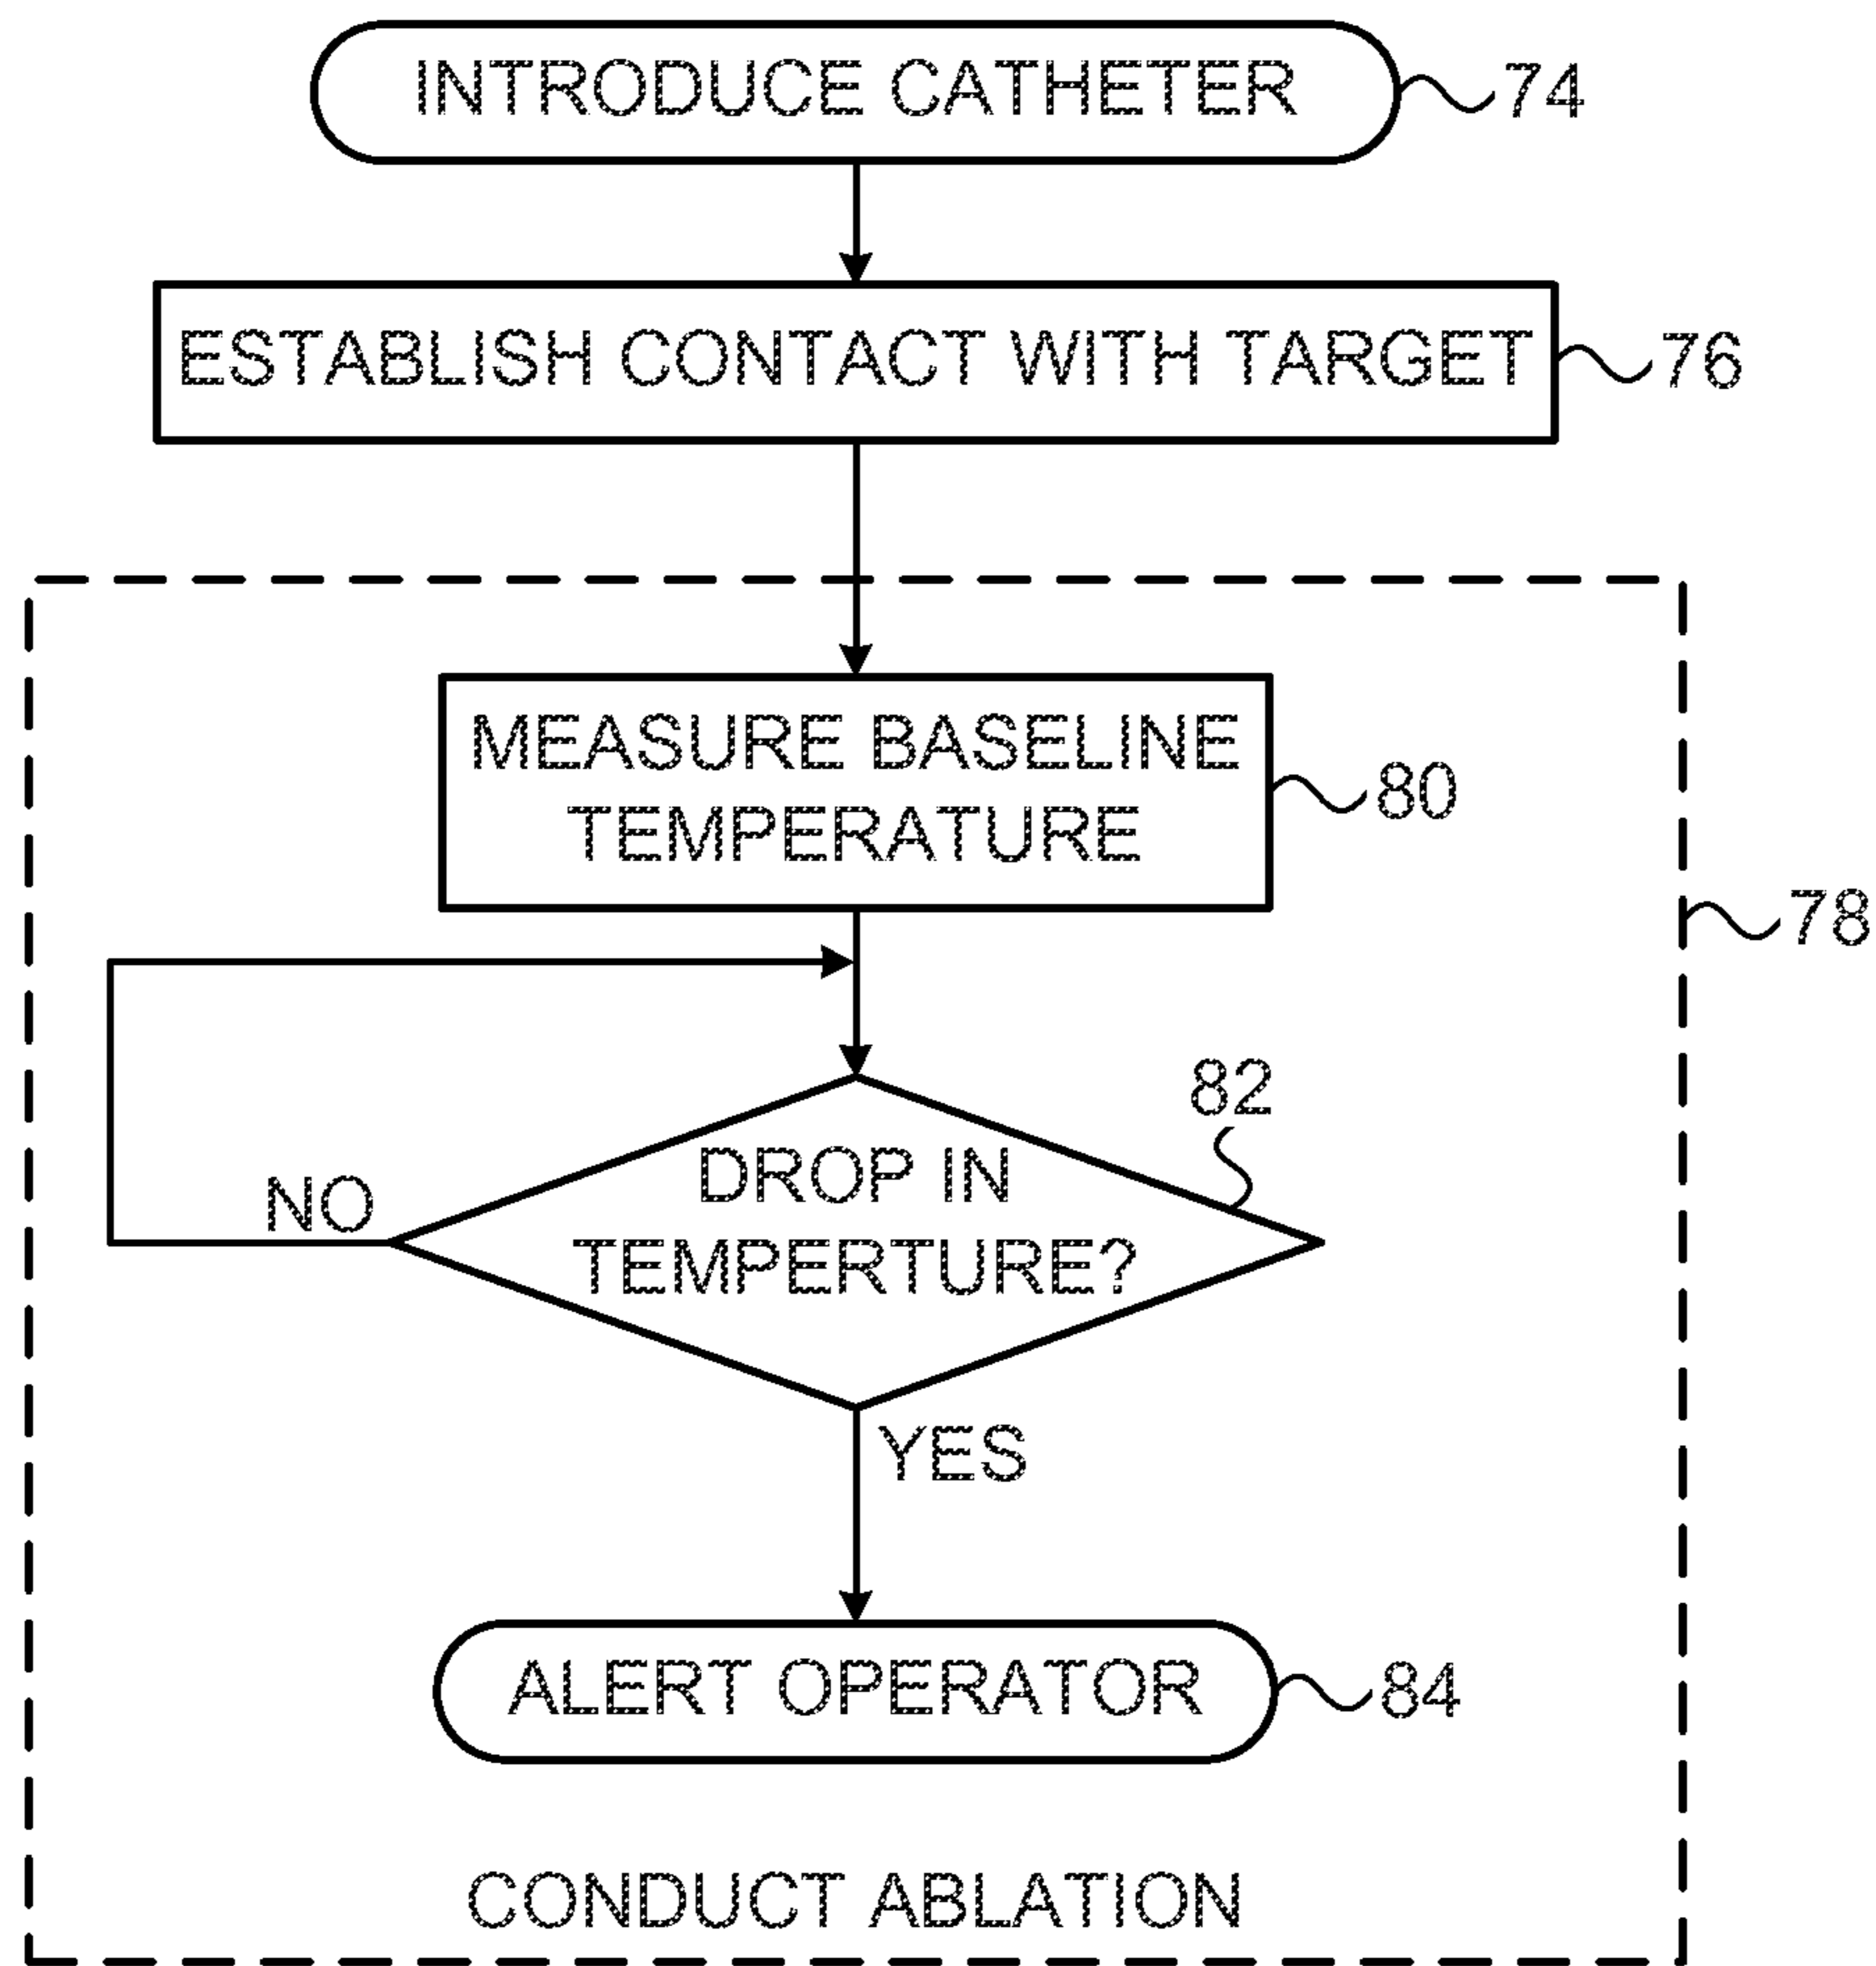 INTRODUCE CATHETER
74
ESTABLISH CONTACT WITH TARGET
76
MEASURE BASELINE
TEMPERATURE
80
78
82
DROP IN
TEMPERTURE?
NO
YES
ALERT OPERATOR
84
CONDUCT ABLATION